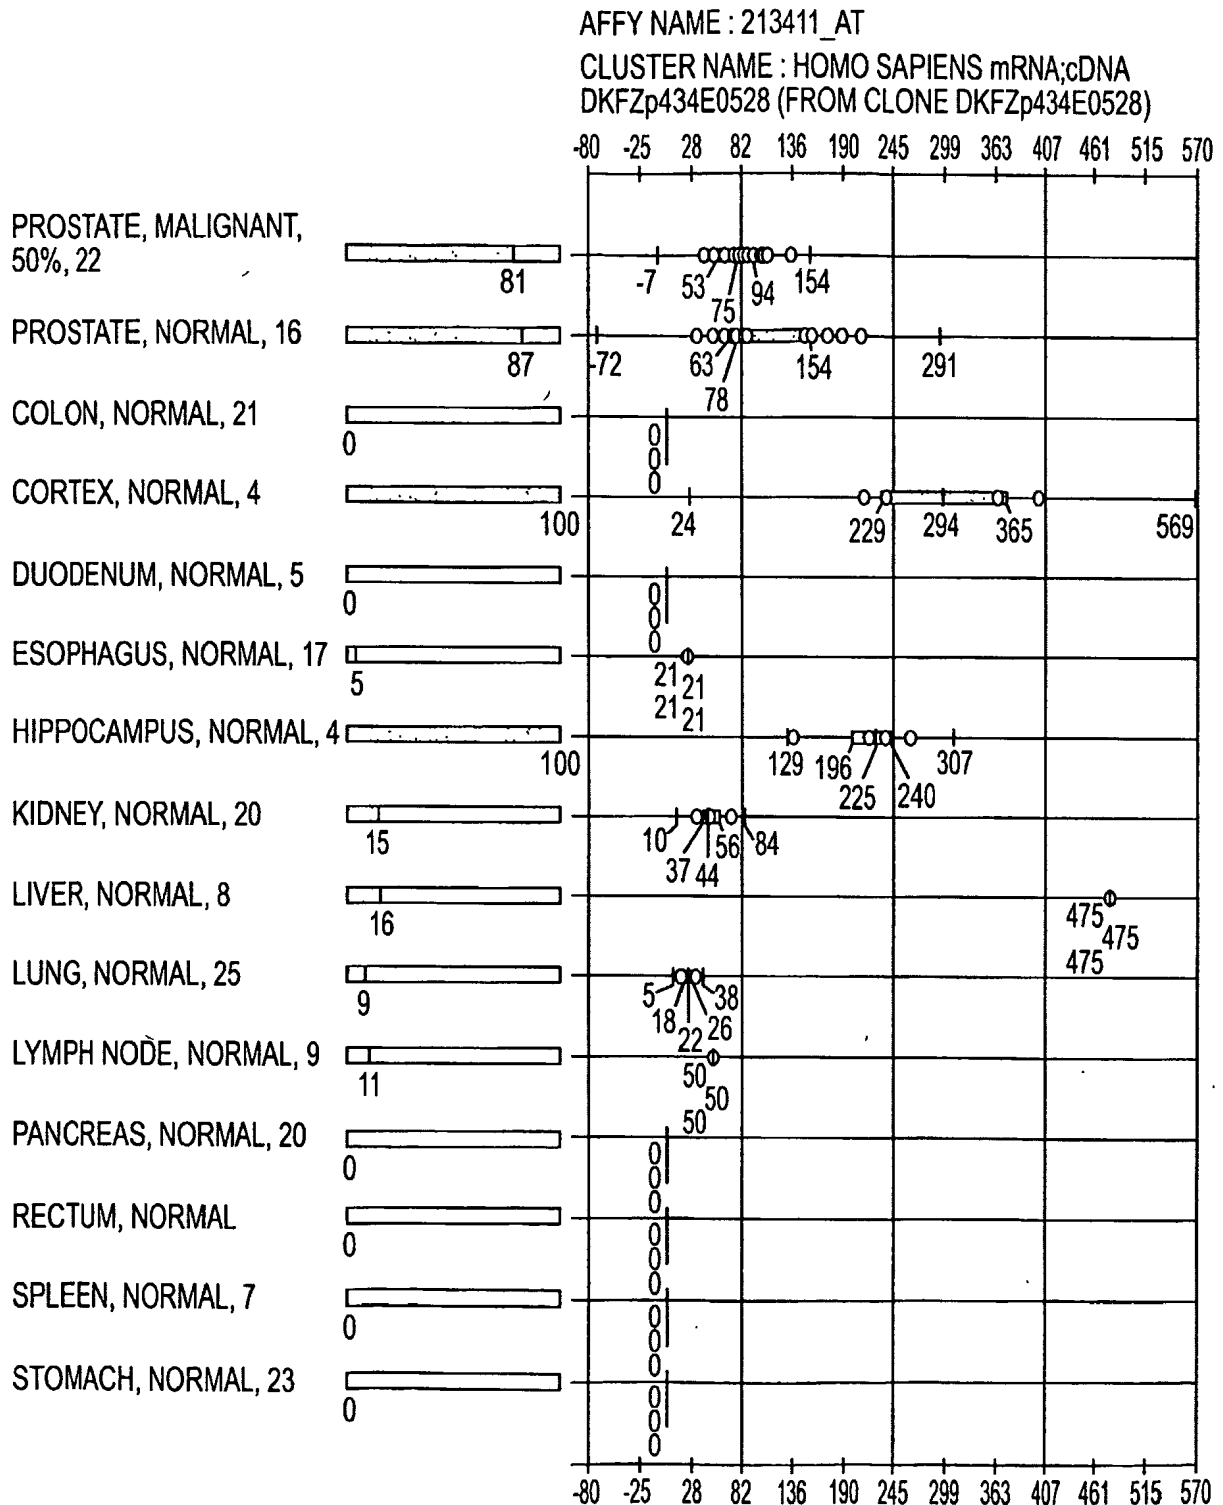 AFFY NAME : 213411_AT
CLUSTER NAME : HOMO SAPIENS mRNA;cDNA
DKFZp434E0528 (FROM CLONE DKFZp434E0528)
-80 -25 28 82 136 190 245 299 363 407 461 515 570
PROSTATE, MALIGNANT,
50%, 22
81 -7 53 75 94 154
PROSTATE, NORMAL, 16
87 -72 63 78 154 291
COLON, NORMAL, 21
0 0 0 0
CORTEX, NORMAL, 4
100 24 229 294 365 569
DUODENUM, NORMAL, 5
0 0 0 0
ESOPHAGUS, NORMAL, 17
5 21 21
21 21
HIPPOCAMPUS, NORMAL, 4
100 129 196 225 240 307
KIDNEY, NORMAL, 20
15 10 37 44 56 84
LIVER, NORMAL, 8
16 475 475
475
LUNG, NORMAL, 25
9 5 18 22 26 38
LYMPH NODE, NORMAL, 9
11 50 50
50
PANCREAS, NORMAL, 20
0 0 0 0
RECTUM, NORMAL
0 0 0 0
SPLEEN, NORMAL, 7
0 0 0 0
STOMACH, NORMAL, 23
0 0 0 0
-80 -25 28 82 136 190 245 299 363 407 461 515 570